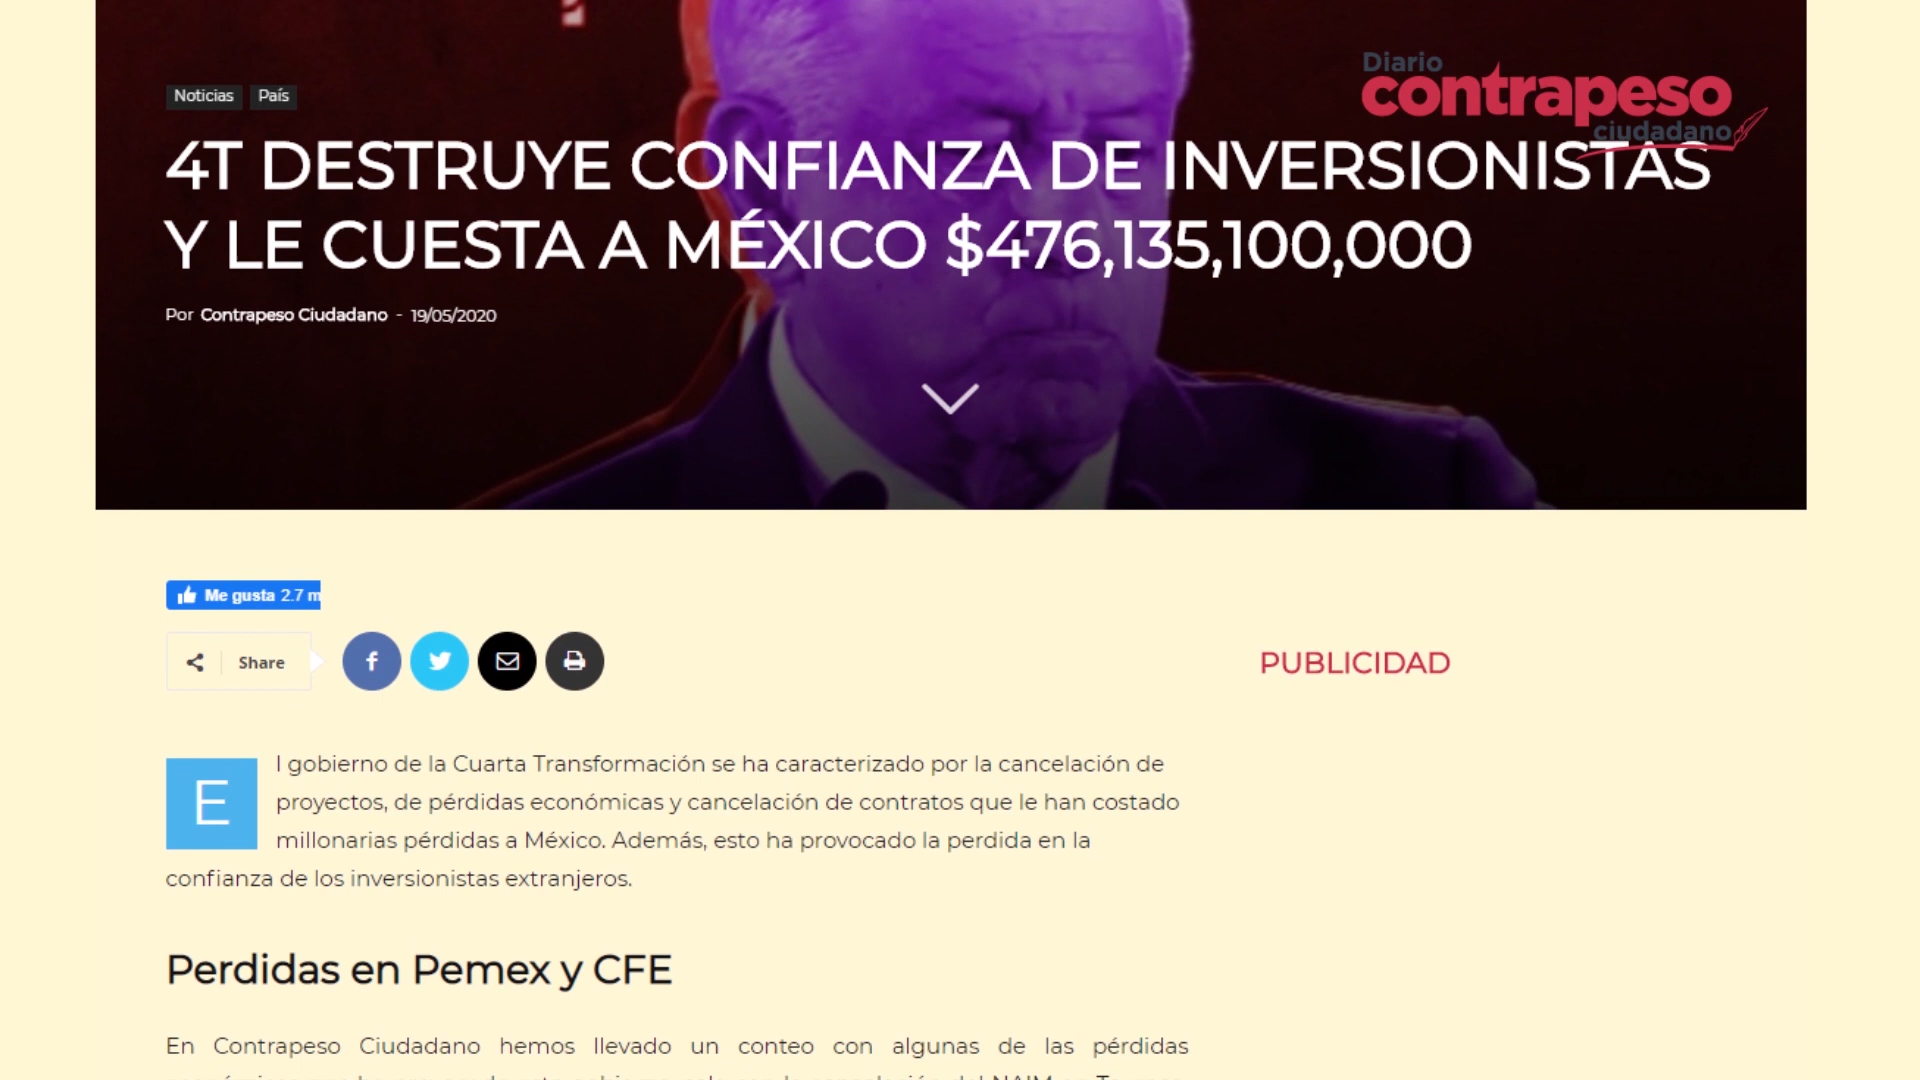 Diario
contrapeso
ciudadano
Noticias País
4T DESTRUYE CONFIANZA DE INVERSIONISTAS
Y LE CUESTA A MÉXICO $476,135,100,000
Por Contrapeso Ciudadano - 19/05/2020
Me gusta 2.7 m
Share
PUBLICIDAD
El gobierno de la Cuarta Transformación se ha caracterizado por la cancelación de
proyectos, de pérdidas económicas y cancelación de contratos que le han costado
millonarias pérdidas a México. Además, esto ha provocado la perdida en la
confianza de los inversionistas extranjeros.
Perdidas en Pemex y CFE
En Contrapeso Ciudadano hemos llevado un conteo con algunas de las pérdidas